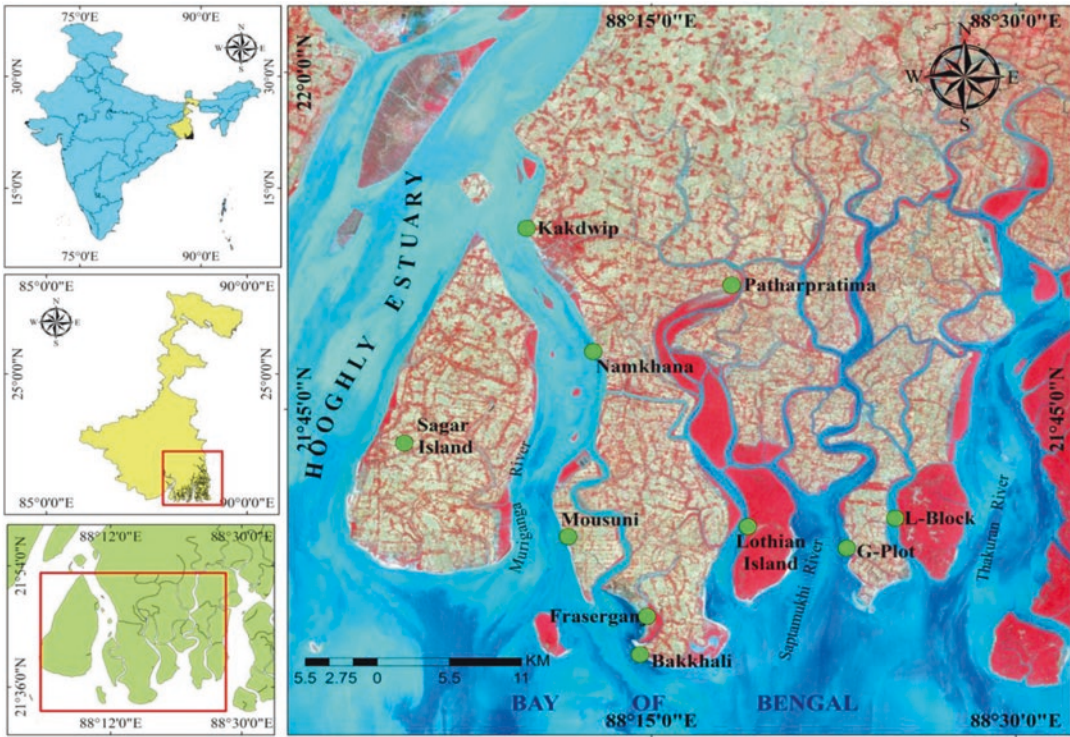 75°0'E
90°0'E
N
W
E
S
30°0'N
30°0'N
15°0'N
15°0'N
75°0'E
90°0'E
85°0'0"E
90°0'0"E
N
W
E
S
25°0'0"N
25°0'0"N
85°0'0"E
90°0'0"E
88°12'0"E
88°30'0"E
21°54'0"N
21°36'0"N
88°12'0"E
88°30'0"E
88°15'0"E
88°30'0"E
22°0'0"N
N
W
E
S
HOOGHLY ESTUARY
Kakdwip
Patharpratima
Namkhana
21°45'0"N
21°45'0"N
Sagar
Island
Muriganga River
Mousuni
Lothian
Island
L-Block
G-Plot
Saptamukhi River
Thakuran River
Frasergan
Bakkhali
KM
5.5 2.75 0 5.5 11
BAY OF BENGAL
88°15'0"E
88°30'0"E